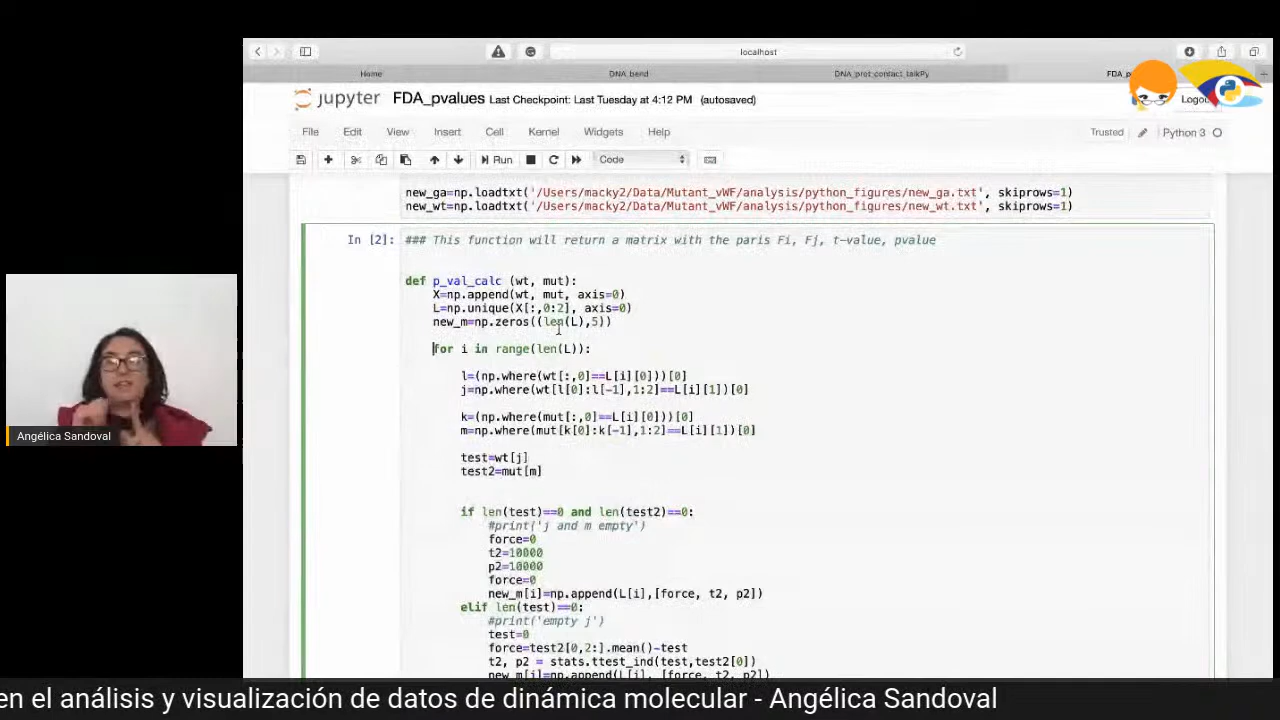 localhost
Home
DNA_bend
DNA_prot_contact_talkPy
FDA_p
jupyter FDA_pvalues Last Checkpoint: Last Tuesday at 4:12 PM (autosaved)
Logo
File Edit View Insert Cell Kernel Widgets Help
Trusted Python 3
Run
Code
new_ga=np.loadtxt('/Users/macky2/Data/Mutant_vWF/analysis/python_figures/new_ga.txt', skiprows=1)
new_wt=np.loadtxt('/Users/macky2/Data/Mutant_vWF/analysis/python_figures/new_wt.txt', skiprows=1)
In [2]: ### This function will return a matrix with the paris Fi, Fj, t-value, pvalue
def p_val_calc (wt, mut):
X=np.append(wt, mut, axis=0)
L=np.unique(X[:,0:2], axis=0)
new_m=np.zeros((len(L),5))
for i in range(len(L)):
l=(np.where(wt[:,0]==L[i][0]))[0]
j=np.where(wt[l[0]:l[-1],1:2]==L[i][1])[0]
k=(np.where(mut[:,0]==L[i][0]))[0]
m=np.where(mut[k[0]:k[-1],1:2]==L[i][1])[0]
test=wt[j]
test2=mut[m]
if len(test)==0 and len(test2)==0:
#print('j and m empty')
force=0
t2=10000
p2=10000
force=0
new_m[i]=np.append(L[i],[force, t2, p2])
elif len(test)==0:
#print('empty j')
test=0
force=test2[0,2:].mean()-test
t2, p2 = stats.ttest_ind(test,test2[0])
new_m[i]=np.append(L[i], [force, t2, p2])
Angélica Sandoval
en el análisis y visualización de datos de dinámica molecular - Angélica Sandoval